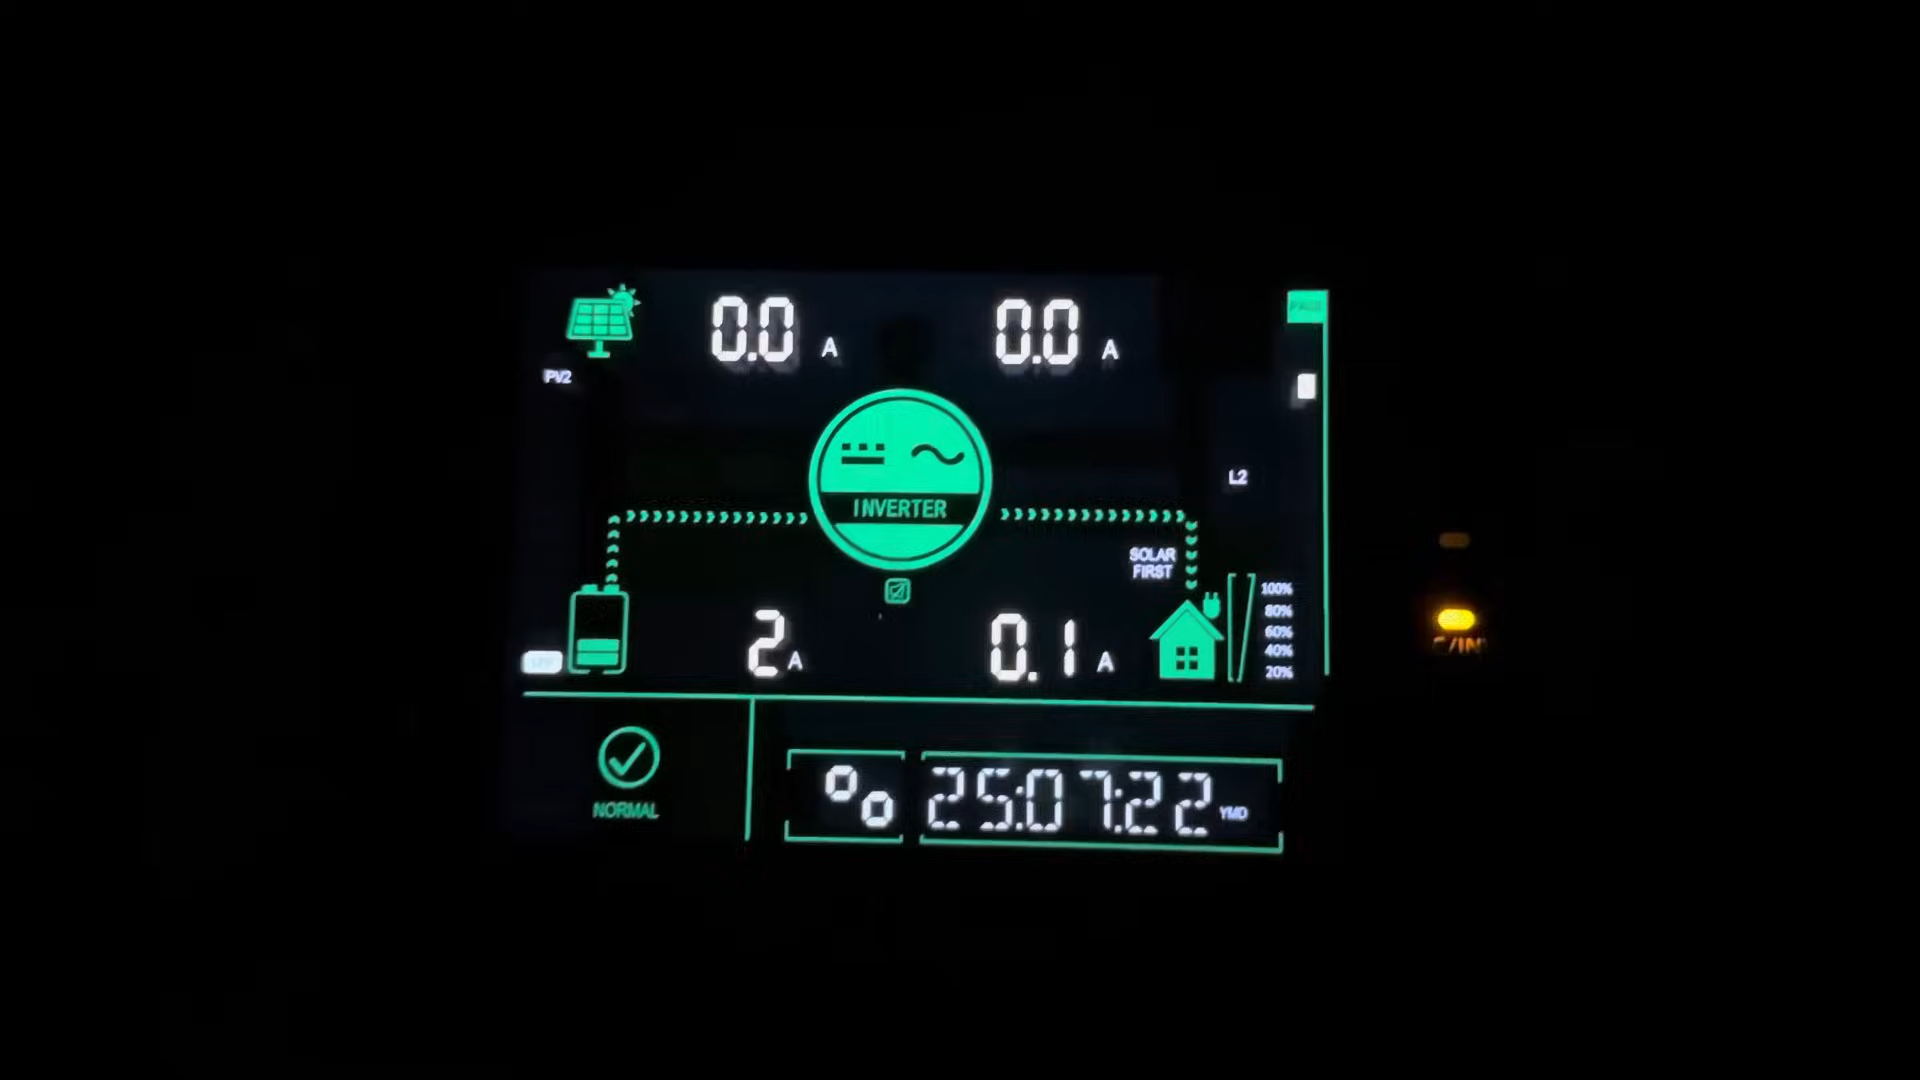 0.0 A
0.0 A
PV2
L2
INVERTER
SOLAR
FIRST
100%
80%
60%
40%
20%
2 A
0.1 A
NORMAL
25:07:22 YMD